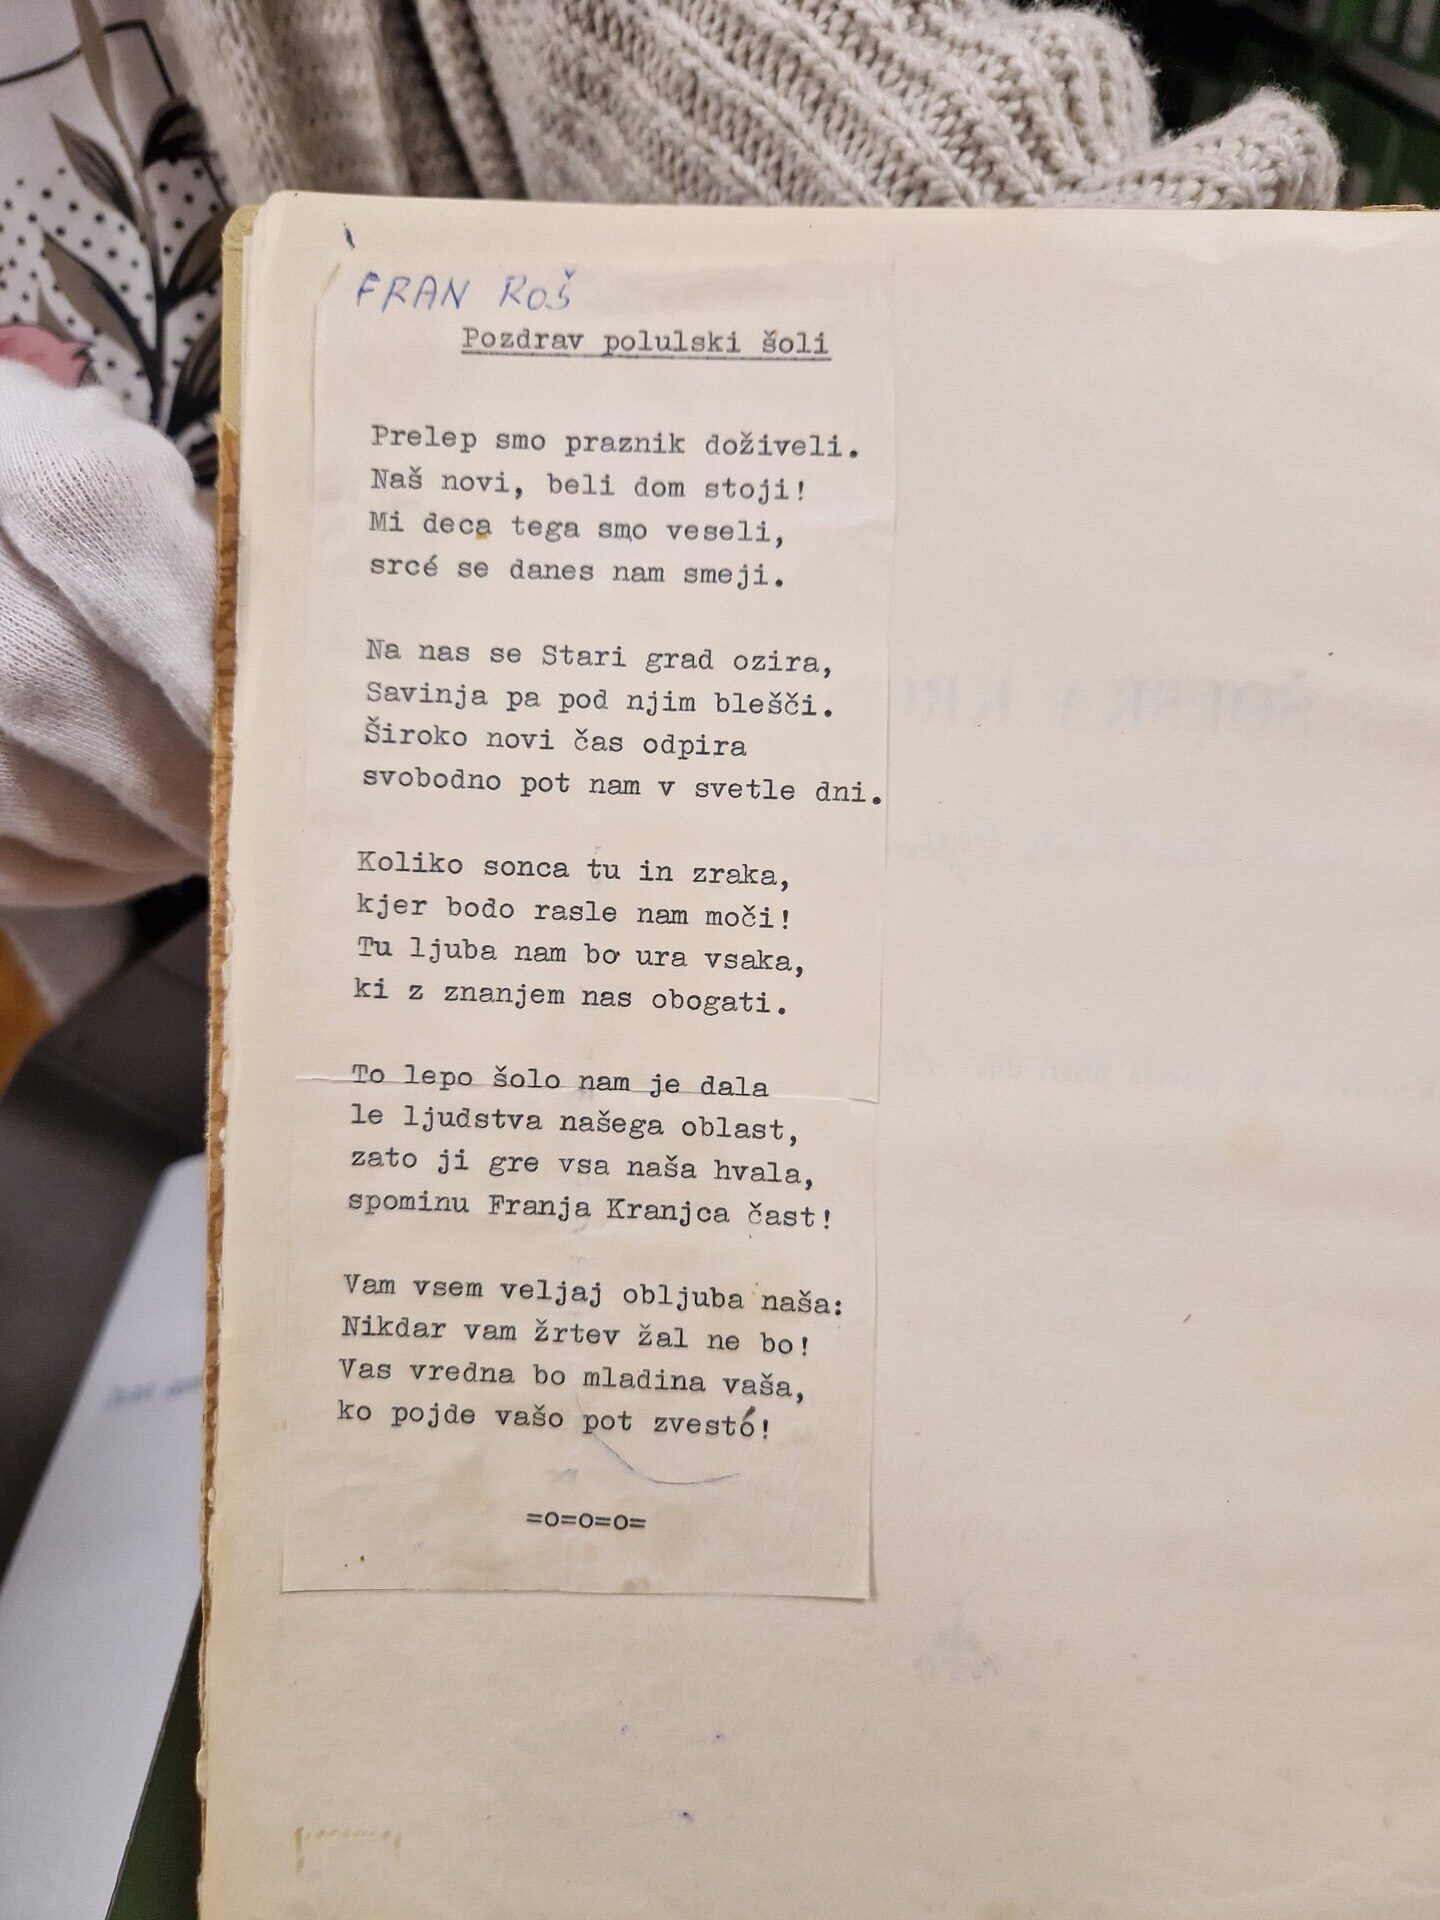 FRAN ROŠ
Pozdrav polulski šoli
Prelep smo praznik doživeli.
Naš novi, beli dom stoji!
Mi deca tega smo veseli,
srcé se danes nam smeji.
Na nas se Stari grad ozira,
Savinja pa pod njim blešči.
Široko novi čas odpira
svobodno pot nam v svetle dni.
Koliko sonca tu in zraka,
kjer bodo rasle nam moči!
Tu ljuba nam bo ura vsaka,
ki z znanjem nas obogati.
To lepo šolo nam je dala
le ljudstva našega oblast,
zato ji gre vsa naša hvala,
spominu Franja Kranjca čast!
Vam vsem veljaj obljuba naša:
Nikdar vam žrtev žal ne bo!
Vas vredna bo mladina vaša,
ko pojde vašo pot zvestó!
=o=o=o=